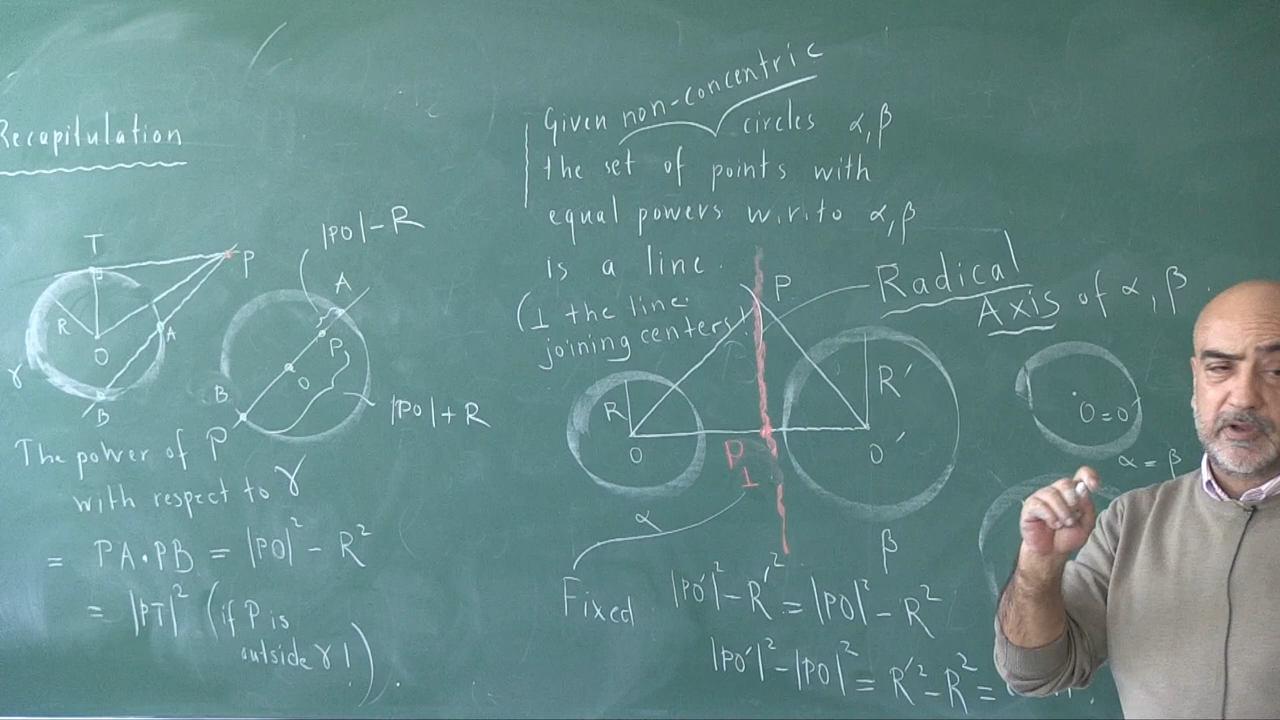 Recapitulation
T
P
R
O
A
B
γ
|PO|-R
A
P
O
B
|PO|+R
The power of P
with respect to γ
= PA·PB = |PO|² - R²
= |PT|² (if P is
outside γ!).
Given non-concentric
circles α,β
the set of points with
equal powers w.r.to α,β
is a line.
(⊥ the line
joining centers)
Radical
Axis of α, β.
P
R
O
α
P⊥
R'
O'
β
O=O'
α=β
Fixed
|PO'|² - R'² = |PO|² - R²
|PO'|² - |PO|² = R'² - R² =